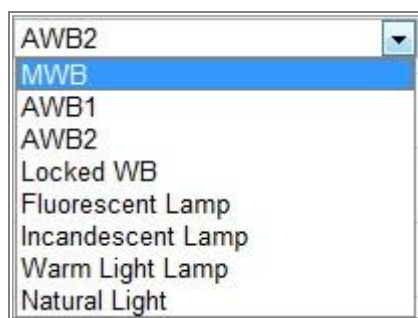 AWB2
MWB
AWB1
AWB2
Locked WB
Fluorescent Lamp
Incandescent Lamp
Warm Light Lamp
Natural Light